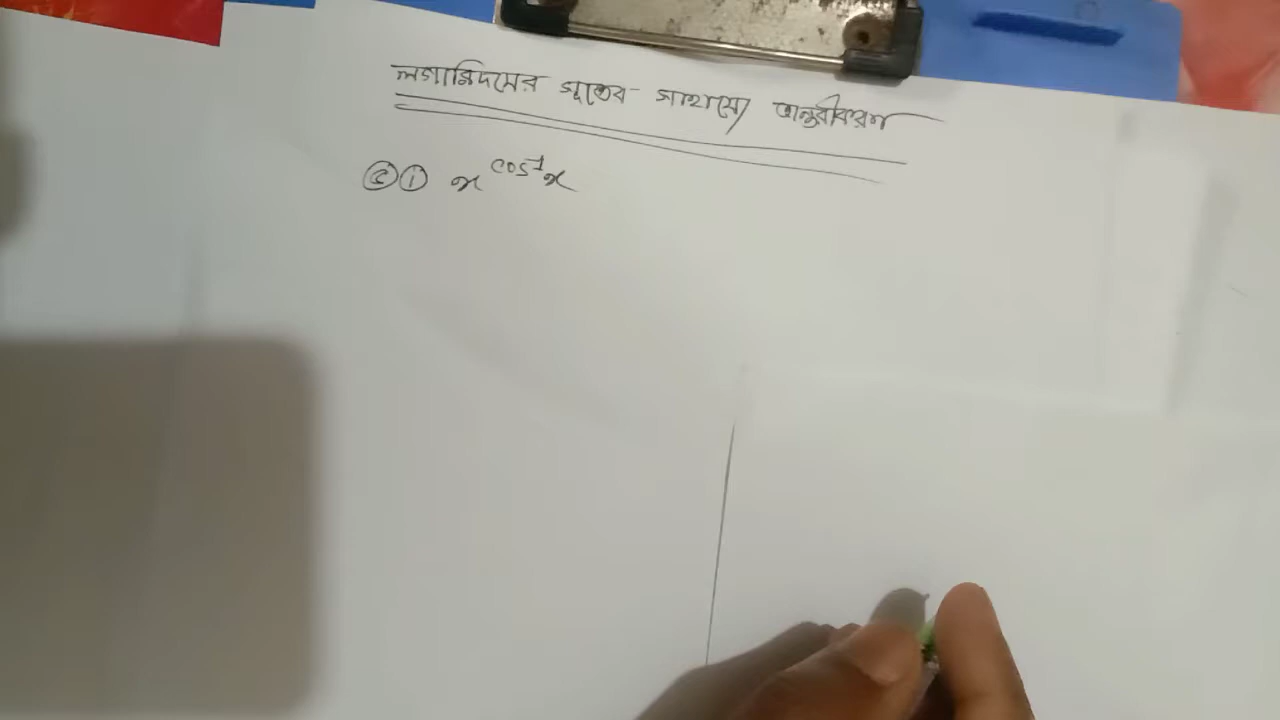 লগারিদমের সূত্রের সাহায্যে অন্তরীকরণ
৫ i x^cos⁻¹x